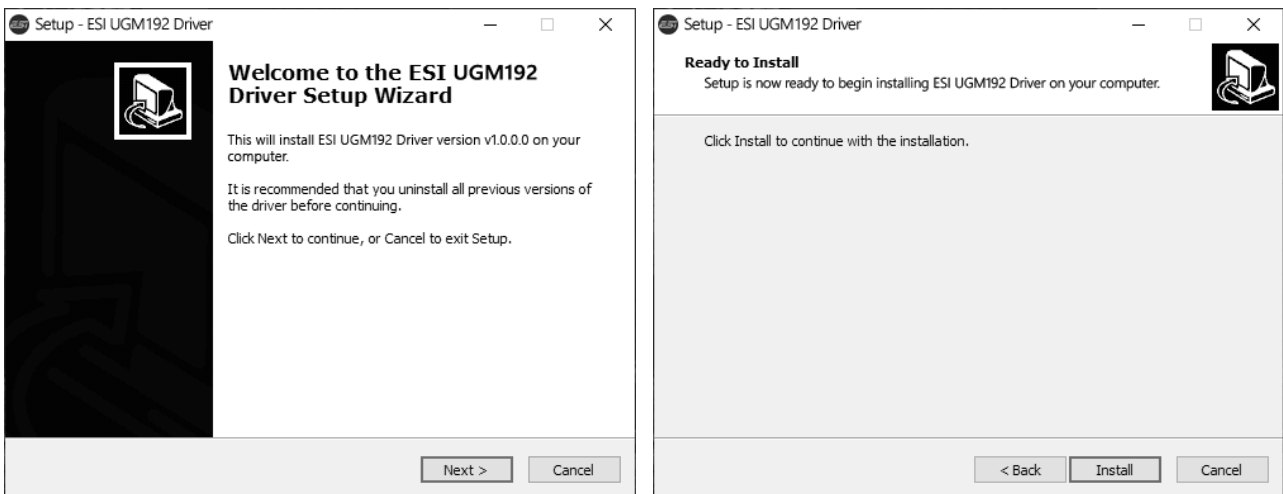 Setup - ESI UGM192 Driver
Welcome to the ESI UGM192
Driver Setup Wizard
This will install ESI UGM192 Driver version v1.0.0.0 on your
computer.
It is recommended that you uninstall all previous versions of
the driver before continuing.
Click Next to continue, or Cancel to exit Setup.
Next >
Cancel
Setup - ESI UGM192 Driver
Ready to Install
Setup is now ready to begin installing ESI UGM192 Driver on your computer.
Click Install to continue with the installation.
< Back
Install
Cancel